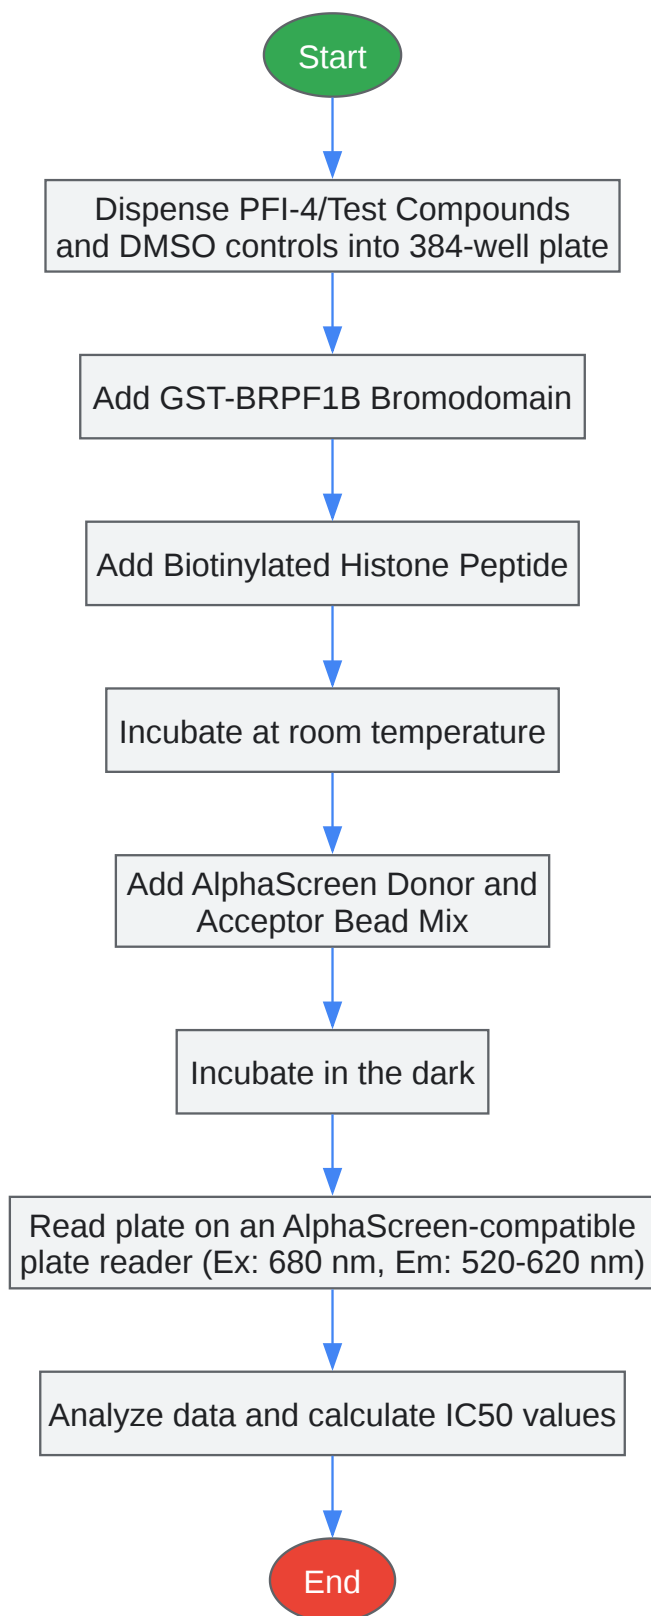 Start
Dispense PFI-4/Test Compounds
and DMSO controls into 384-well plate
Add GST-BRPF1B Bromodomain
Add Biotinylated Histone Peptide
Incubate at room temperature
Add AlphaScreen Donor and
Acceptor Bead Mix
Incubate in the dark
Read plate on an AlphaScreen-compatible
plate reader (Ex: 680 nm, Em: 520-620 nm)
Analyze data and calculate IC50 values
End